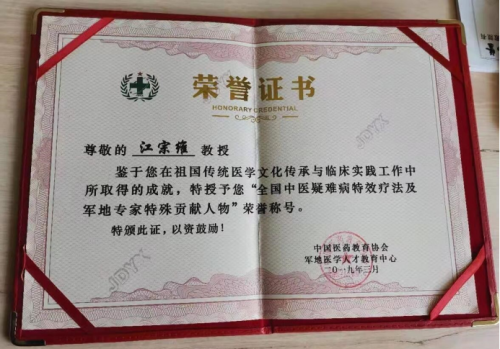 荣誉证书
HONORARY CREDENTIAL
尊敬的 江宗维 教授
鉴于您在祖国传统医学文化传承与临床实践工作中
所取得的成就，特授予您“全国中医疑难病特效疗法及
军地专家特殊贡献人物”荣誉称号。
特颁此证，以资鼓励！
中国医药教育协会
军地医学人才教育中心
二〇一九年三月